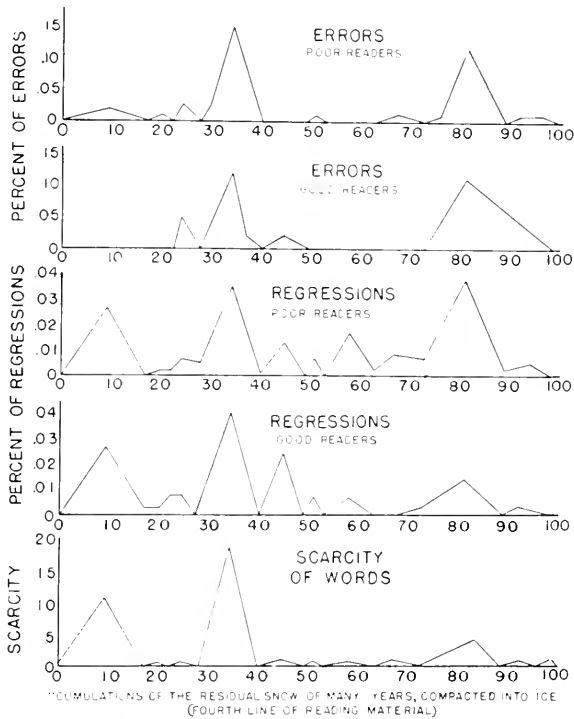 PERCENT OF ERRORS
ERRORS
POOR READERS
15
.10
.05
0
0 10 20 30 40 50 60 70 80 90 100
ERRORS
GOOD READERS
15
10
05
0
0 10 20 30 40 50 60 70 80 90 100
PERCENT OF REGRESSIONS
REGRESSIONS
POOR READERS
.04
.03
.02
.01
0
0 10 20 30 40 50 60 70 80 90 100
REGRESSIONS
GOOD READERS
04
.03
.02
.01
0
0 10 20 30 40 50 60 70 80 90 100
SCARCITY
SCARCITY
OF WORDS
20
15
10
5
0
0 10 20 30 40 50 60 70 80 90 100
"CUMULATIONS OF THE RESIDUAL SNOW OF MANY YEARS, COMPACTED INTO ICE
(FOURTH LINE OF READING MATERIAL)